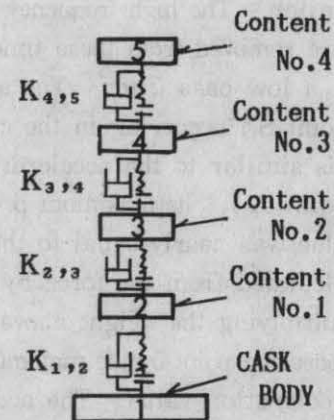 5
Content
No.4
K4,5
4
Content
No.3
K3,4
3
Content
No.2
K2,3
2
Content
No.1
K1,2
CASK
BODY